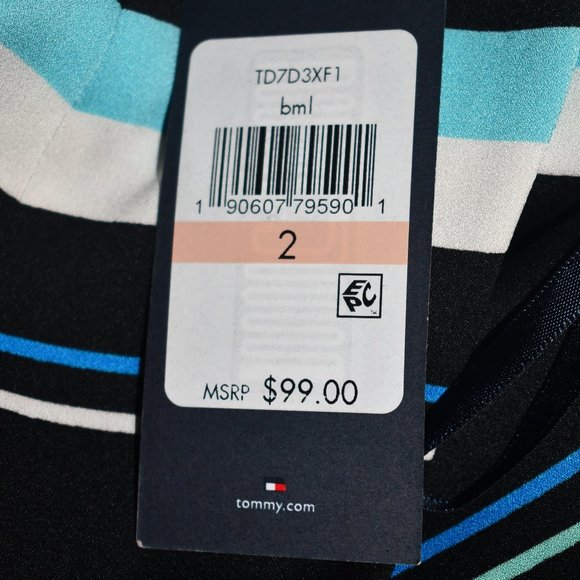 TD7D3XF1
bml
1 90607 79590 1
2
EPC
MSRP $99.00
tommy.com